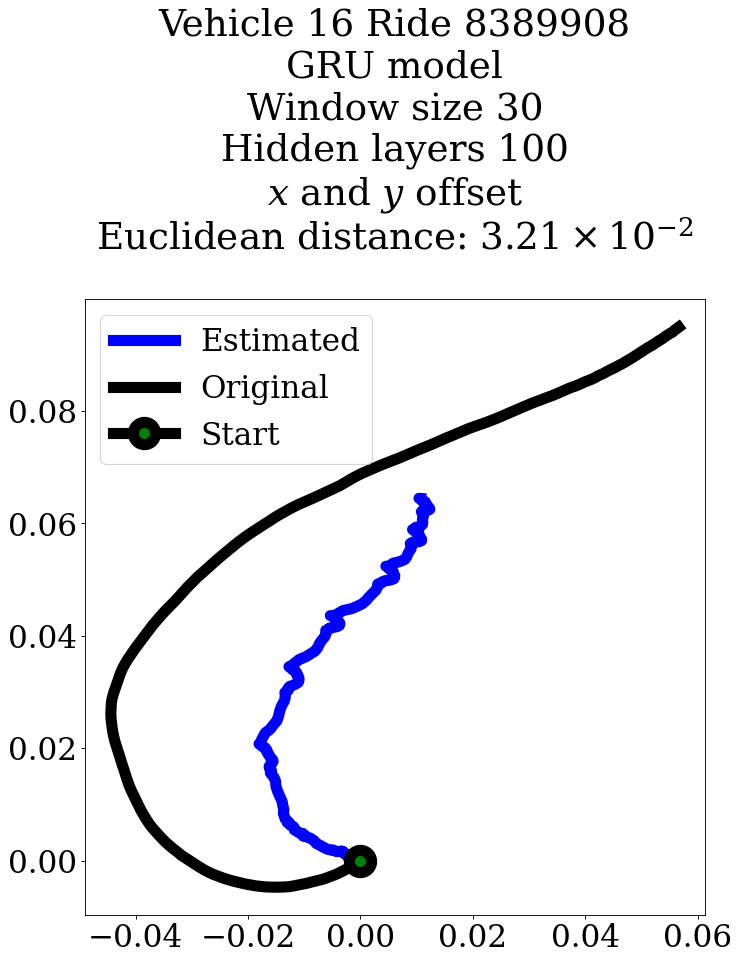 Vehicle 16 Ride 8389908
GRU model
Window size 30
Hidden layers 100
x and y offset
Euclidean distance: 3.21 × 10⁻²
Estimated
Original
Start
0.08
0.06
0.04
0.02
0.00
−0.04 −0.02 0.00 0.02 0.04 0.06